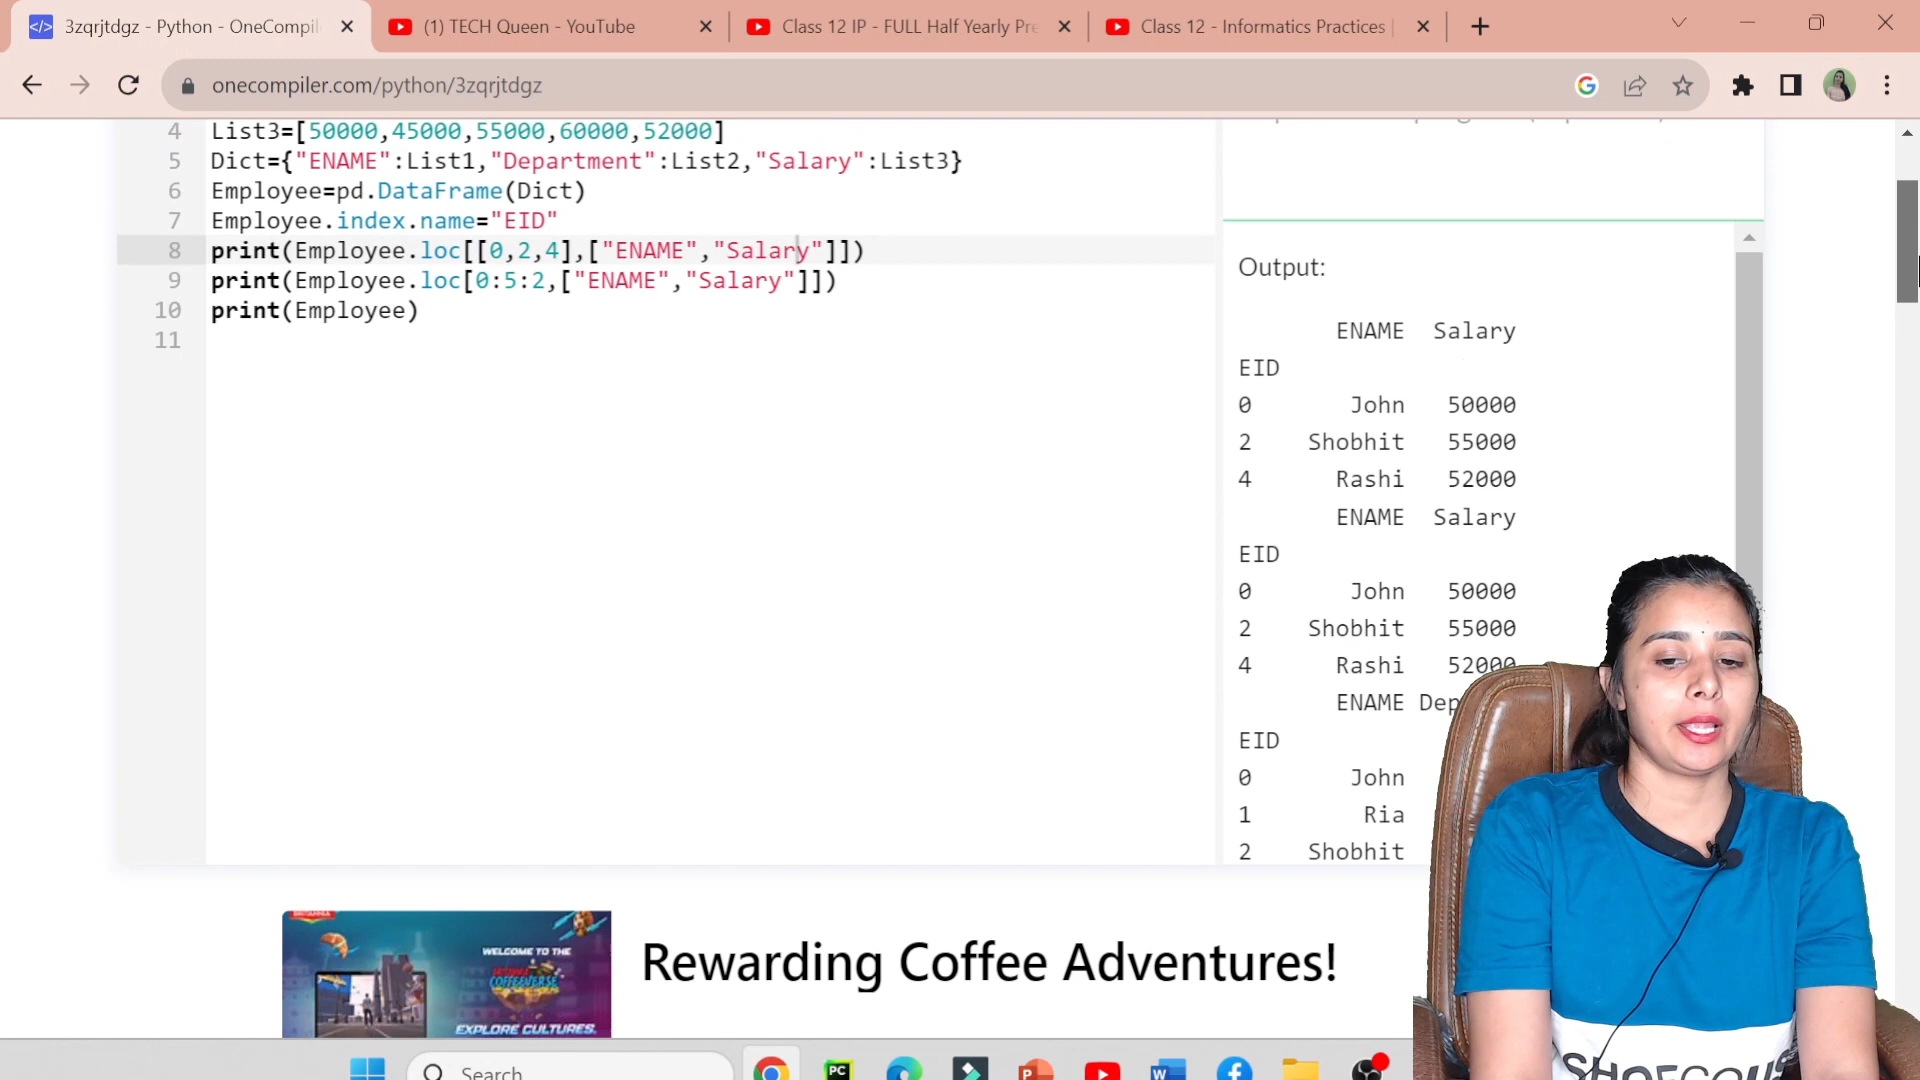 3zqrjtdgz - Python - OneCompil
(1) TECH Queen - YouTube
Class 12 IP - FULL Half Yearly Pre
Class 12 - Informatics Practices |
onecompiler.com/python/3zqrjtdgz
4 List3=[50000,45000,55000,60000,52000]
5 Dict={"ENAME":List1,"Department":List2,"Salary":List3}
6 Employee=pd.DataFrame(Dict)
7 Employee.index.name="EID"
8 print(Employee.loc[[0,2,4],["ENAME","Salary"]])
9 print(Employee.loc[0:5:2,["ENAME","Salary"]])
10 print(Employee)
11
Output:
ENAME Salary
EID
0 John 50000
2 Shobhit 55000
4 Rashi 52000
ENAME Salary
EID
0 John 50000
2 Shobhit 55000
4 Rashi 52000
ENAME Dep
EID
0 John
1 Ria
2 Shobhit
BRITANNIA
WELCOME TO THE
COFFEEVERSE
EXPLORE CULTURES.
Rewarding Coffee Adventures!
Search
PC
P
W